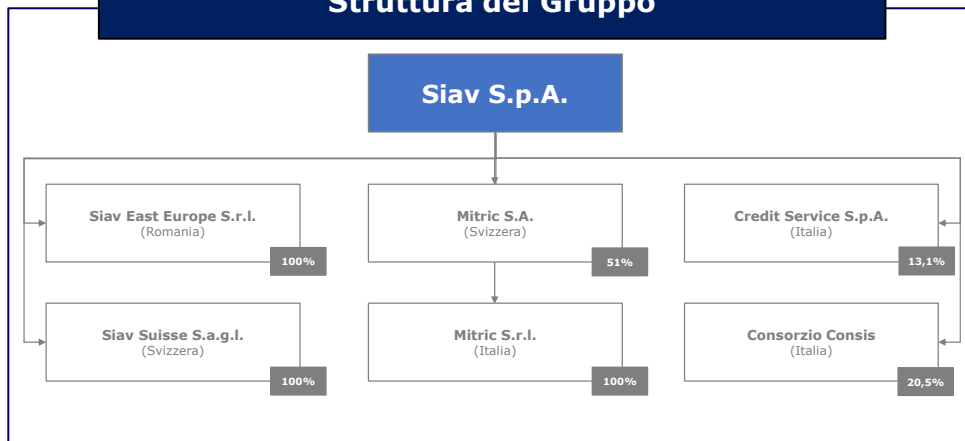 Struttura del Gruppo
Siav S.p.A.
Siav East Europe S.r.l.
(Romania)
100%
Mitric S.A.
(Svizzera)
51%
Credit Service S.p.A.
(Italia)
13,1%
Siav Suisse S.a.g.l.
(Svizzera)
100%
Mitric S.r.l.
(Italia)
100%
Consorzio Consis
(Italia)
20,5%